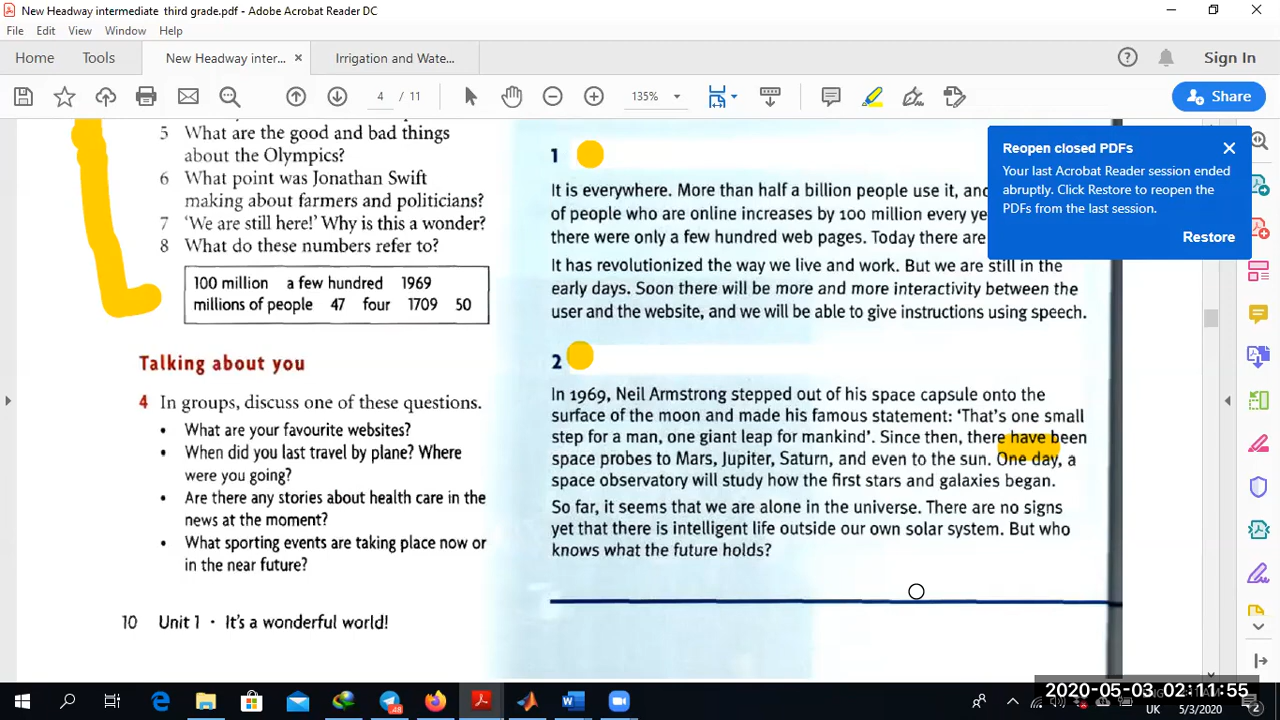 New Headway intermediate  third grade.pdf - Adobe Acrobat Reader DC
File Edit View Window Help
Home Tools New Headway inter... × Irrigation and Wate... Sign In
4 / 11 135% Share
5 What are the good and bad things
about the Olympics?
6 What point was Jonathan Swift
making about farmers and politicians?
7 'We are still here!' Why is this a wonder?
8 What do these numbers refer to?
100 million a few hundred 1969
millions of people 47 four 1709 50
Talking about you
4 In groups, discuss one of these questions.
• What are your favourite websites?
• When did you last travel by plane? Where
were you going?
• Are there any stories about health care in the
news at the moment?
• What sporting events are taking place now or
in the near future?
10 Unit 1 · It's a wonderful world!
1
It is everywhere. More than half a billion people use it, and
of people who are online increases by 100 million every ye
there were only a few hundred web pages. Today there are
It has revolutionized the way we live and work. But we are still in the
early days. Soon there will be more and more interactivity between the
user and the website, and we will be able to give instructions using speech.
2
In 1969, Neil Armstrong stepped out of his space capsule onto the
surface of the moon and made his famous statement: 'That's one small
step for a man, one giant leap for mankind'. Since then, there have been
space probes to Mars, Jupiter, Saturn, and even to the sun. One day, a
space observatory will study how the first stars and galaxies began.
So far, it seems that we are alone in the universe. There are no signs
yet that there is intelligent life outside our own solar system. But who
knows what the future holds?
Reopen closed PDFs
Your last Acrobat Reader session ended
abruptly. Click Restore to reopen the
PDFs from the last session.
Restore
48
2020-05-03 02:11:55
UK 5/3/2020 2